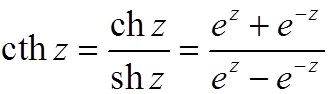 cth z = ch z / sh z = (e^z + e^{-z}) / (e^z - e^{-z})